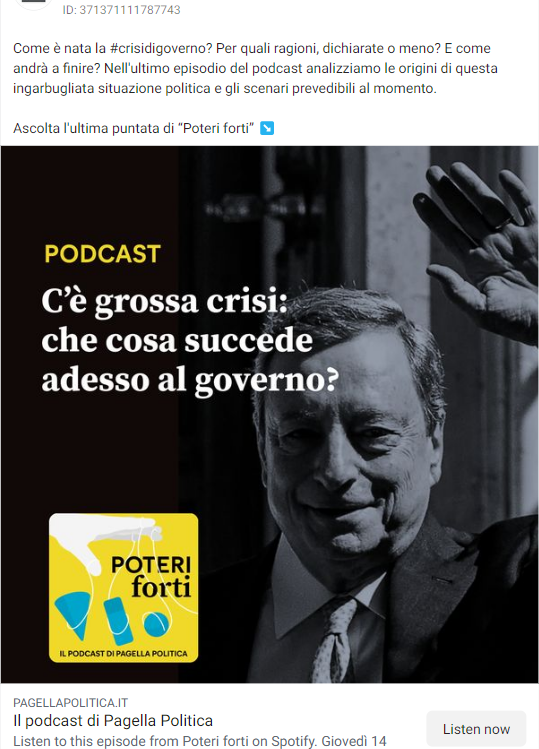 ID: 371371111787743
Come è nata la #crisidigoverno? Per quali ragioni, dichiarate o meno? E come
andrà a finire? Nell'ultimo episodio del podcast analizziamo le origini di questa
ingarbugliata situazione politica e gli scenari prevedibili al momento.
Ascolta l'ultima puntata di “Poteri forti” ↘️
PODCAST
C’è grossa crisi:
che cosa succede
adesso al governo?
POTERI
forti
IL PODCAST DI PAGELLA POLITICA
PAGELLAPOLITICA.IT
Il podcast di Pagella Politica
Listen to this episode from Poteri forti on Spotify. Giovedì 14
Listen now